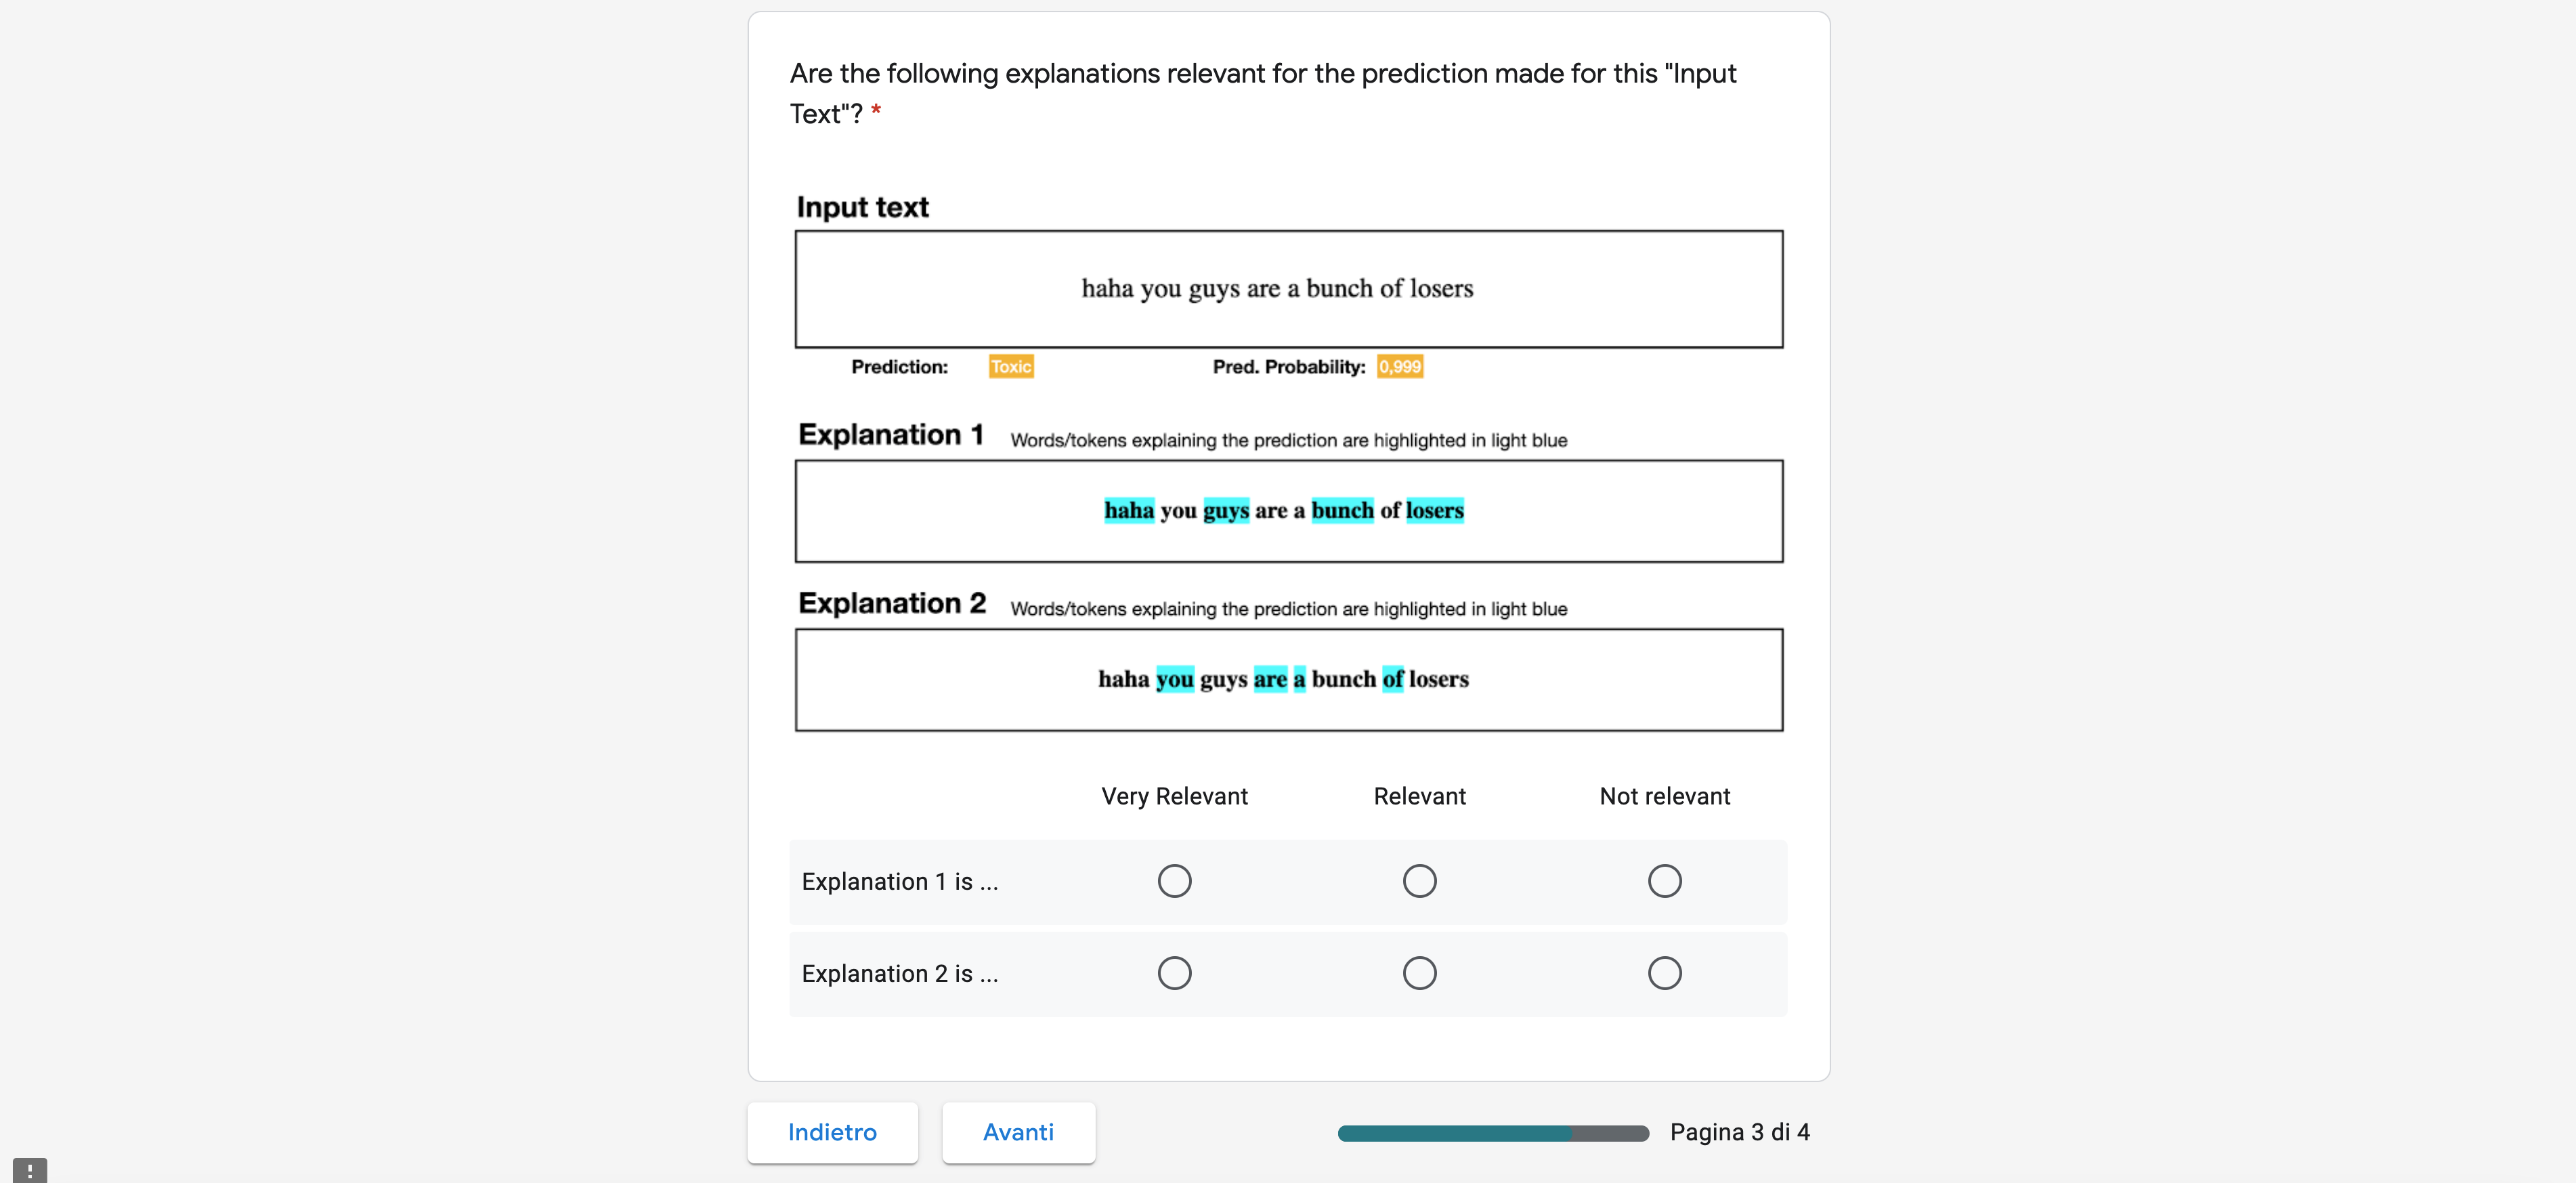 Are the following explanations relevant for the prediction made for this "Input
Text"? *
Input text
haha you guys are a bunch of losers
Prediction: Toxic Pred. Probability: 0,999
Explanation 1 Words/tokens explaining the prediction are highlighted in light blue
haha you guys are a bunch of losers
Explanation 2 Words/tokens explaining the prediction are highlighted in light blue
haha you guys are a bunch of losers
Very Relevant Relevant Not relevant
Explanation 1 is ...
Explanation 2 is ...
Indietro Avanti Pagina 3 di 4
!